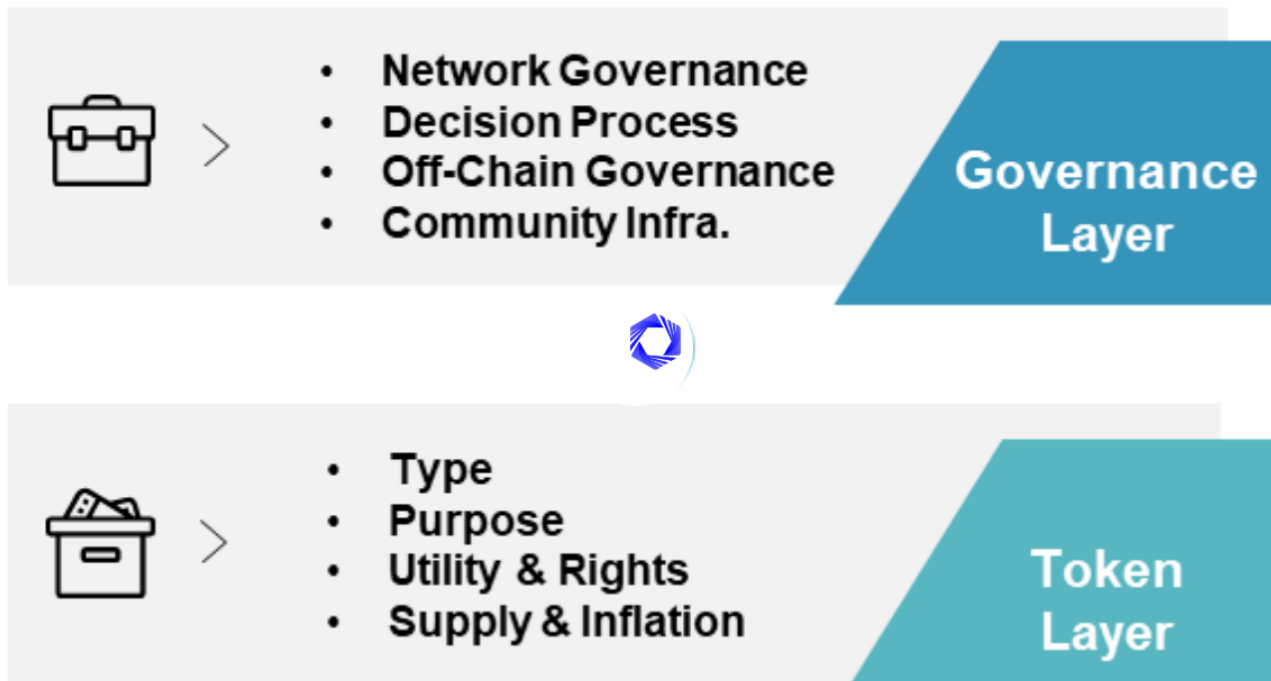 • Network Governance
• Decision Process
• Off-Chain Governance
• Community Infra.
Governance
Layer
• Type
• Purpose
• Utility & Rights
• Supply & Inflation
Token
Layer